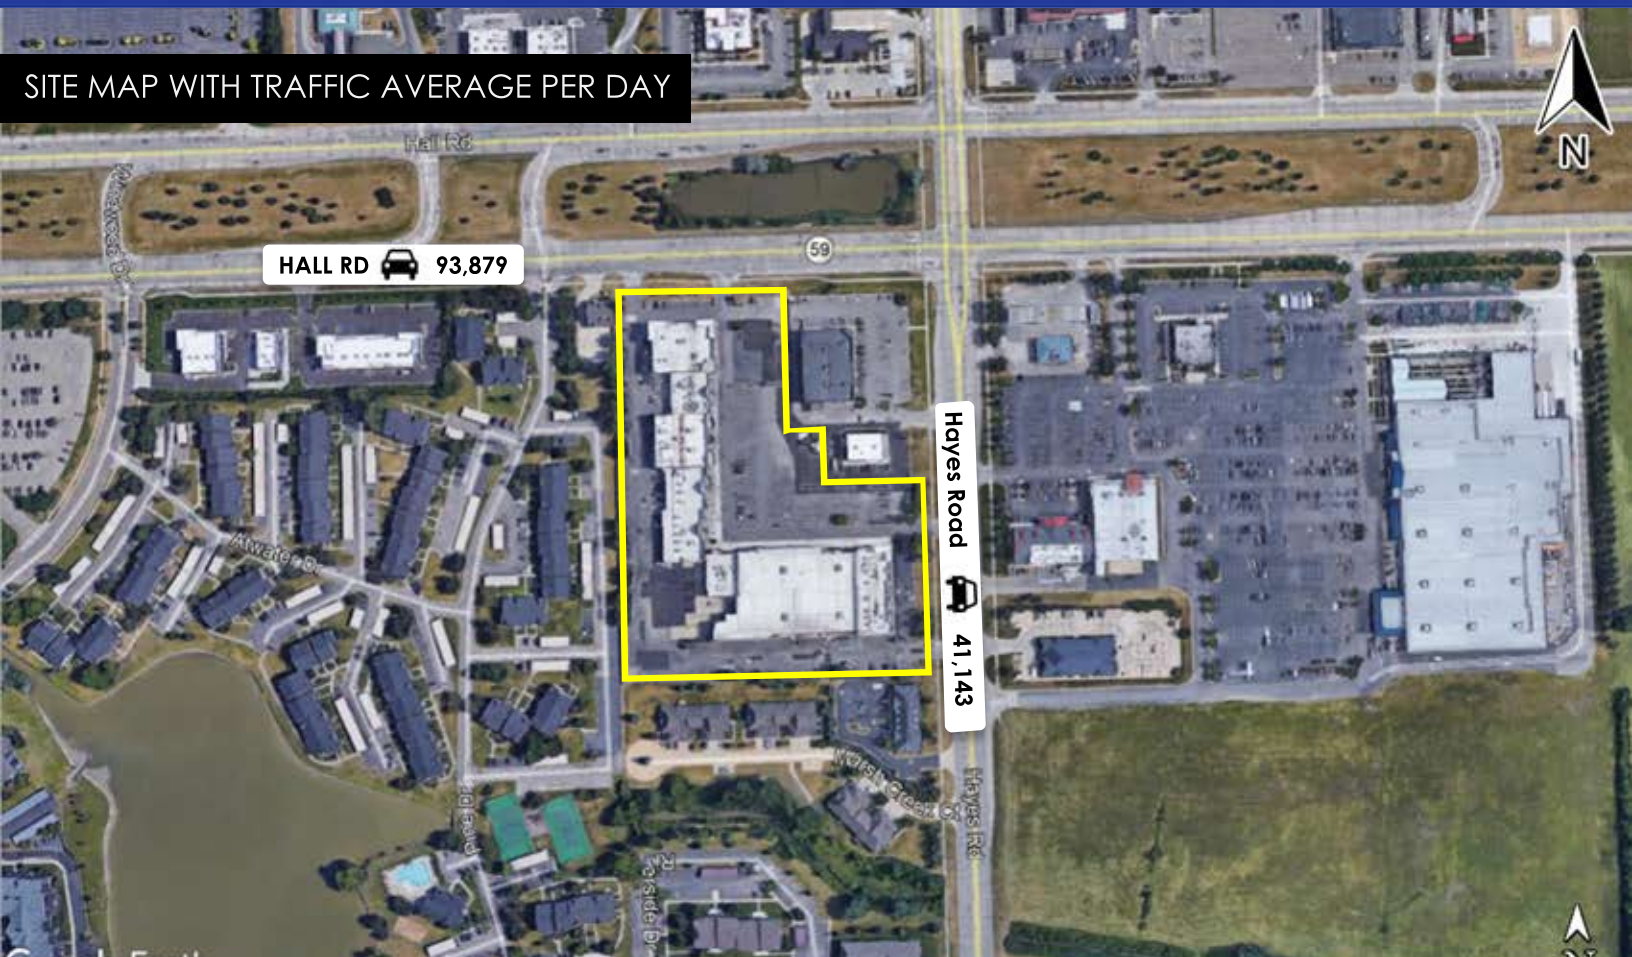 SITE MAP WITH TRAFFIC AVERAGE PER DAY
N
Hall Rd
59
HALL RD 93,879
Hayes Road 41,143
Atwater D
Hayes Rd